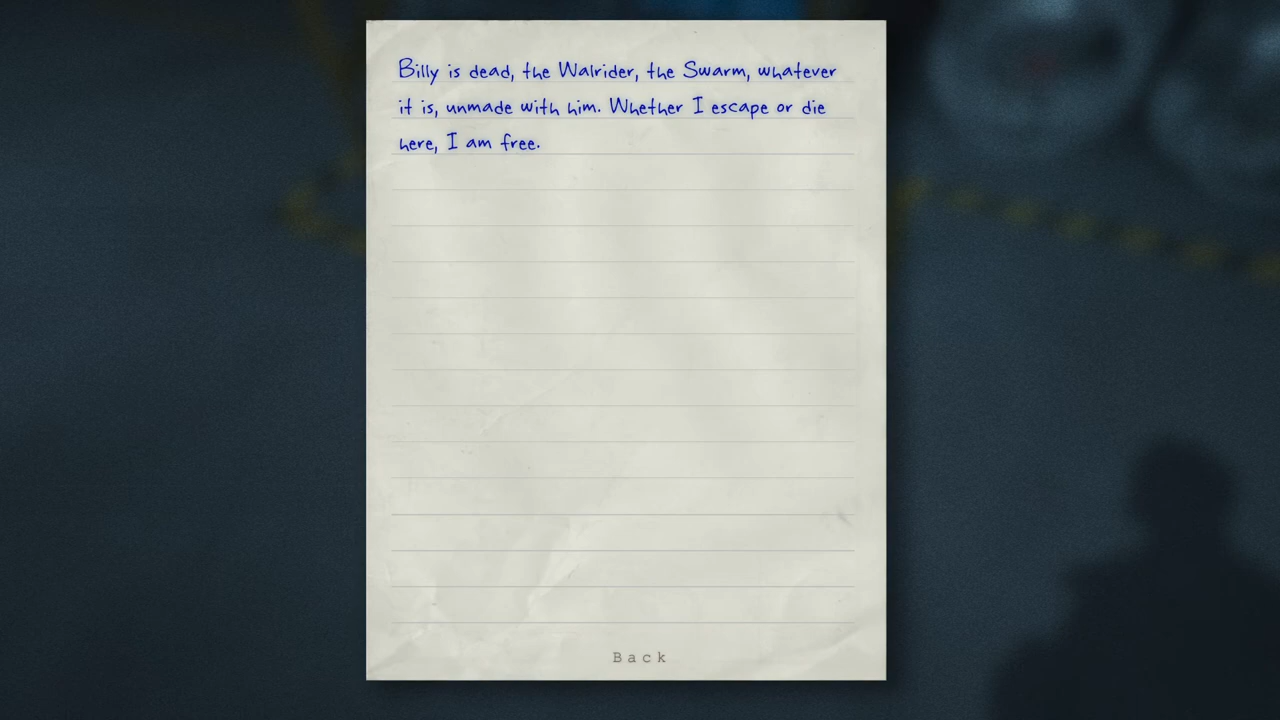 Billy is dead, the Walrider, the Swarm, whatever
it is, unmade with him. Whether I escape or die
here, I am free.
Back